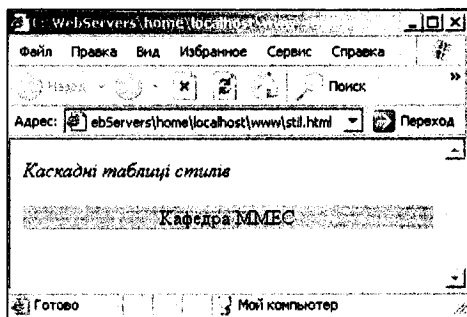 C:\WebServers\home\localhost\www
Файл Правка Вид Избранное Сервис Справка
Назад Поиск »
Адрес: ebServers\home\localhost\www\stil.html Переход
Каскадні таблиці стилів
Кафедра ММЕС
Готово Мой компьютер